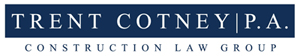 TRENT COTNEY|P.A.
CONSTRUCTION LAW GROUP